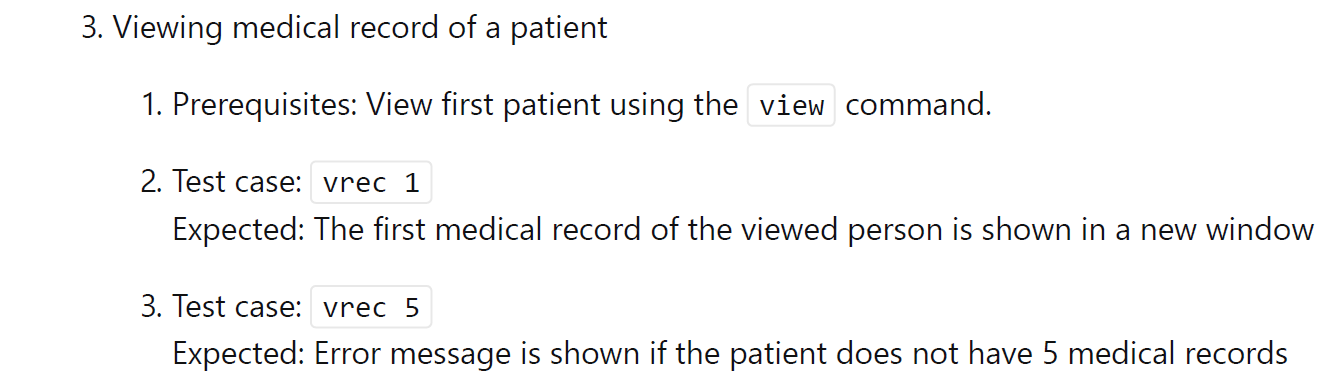 3. Viewing medical record of a patient
1. Prerequisites: View first patient using the view command.
2. Test case: vrec 1
Expected: The first medical record of the viewed person is shown in a new window
3. Test case: vrec 5
Expected: Error message is shown if the patient does not have 5 medical records